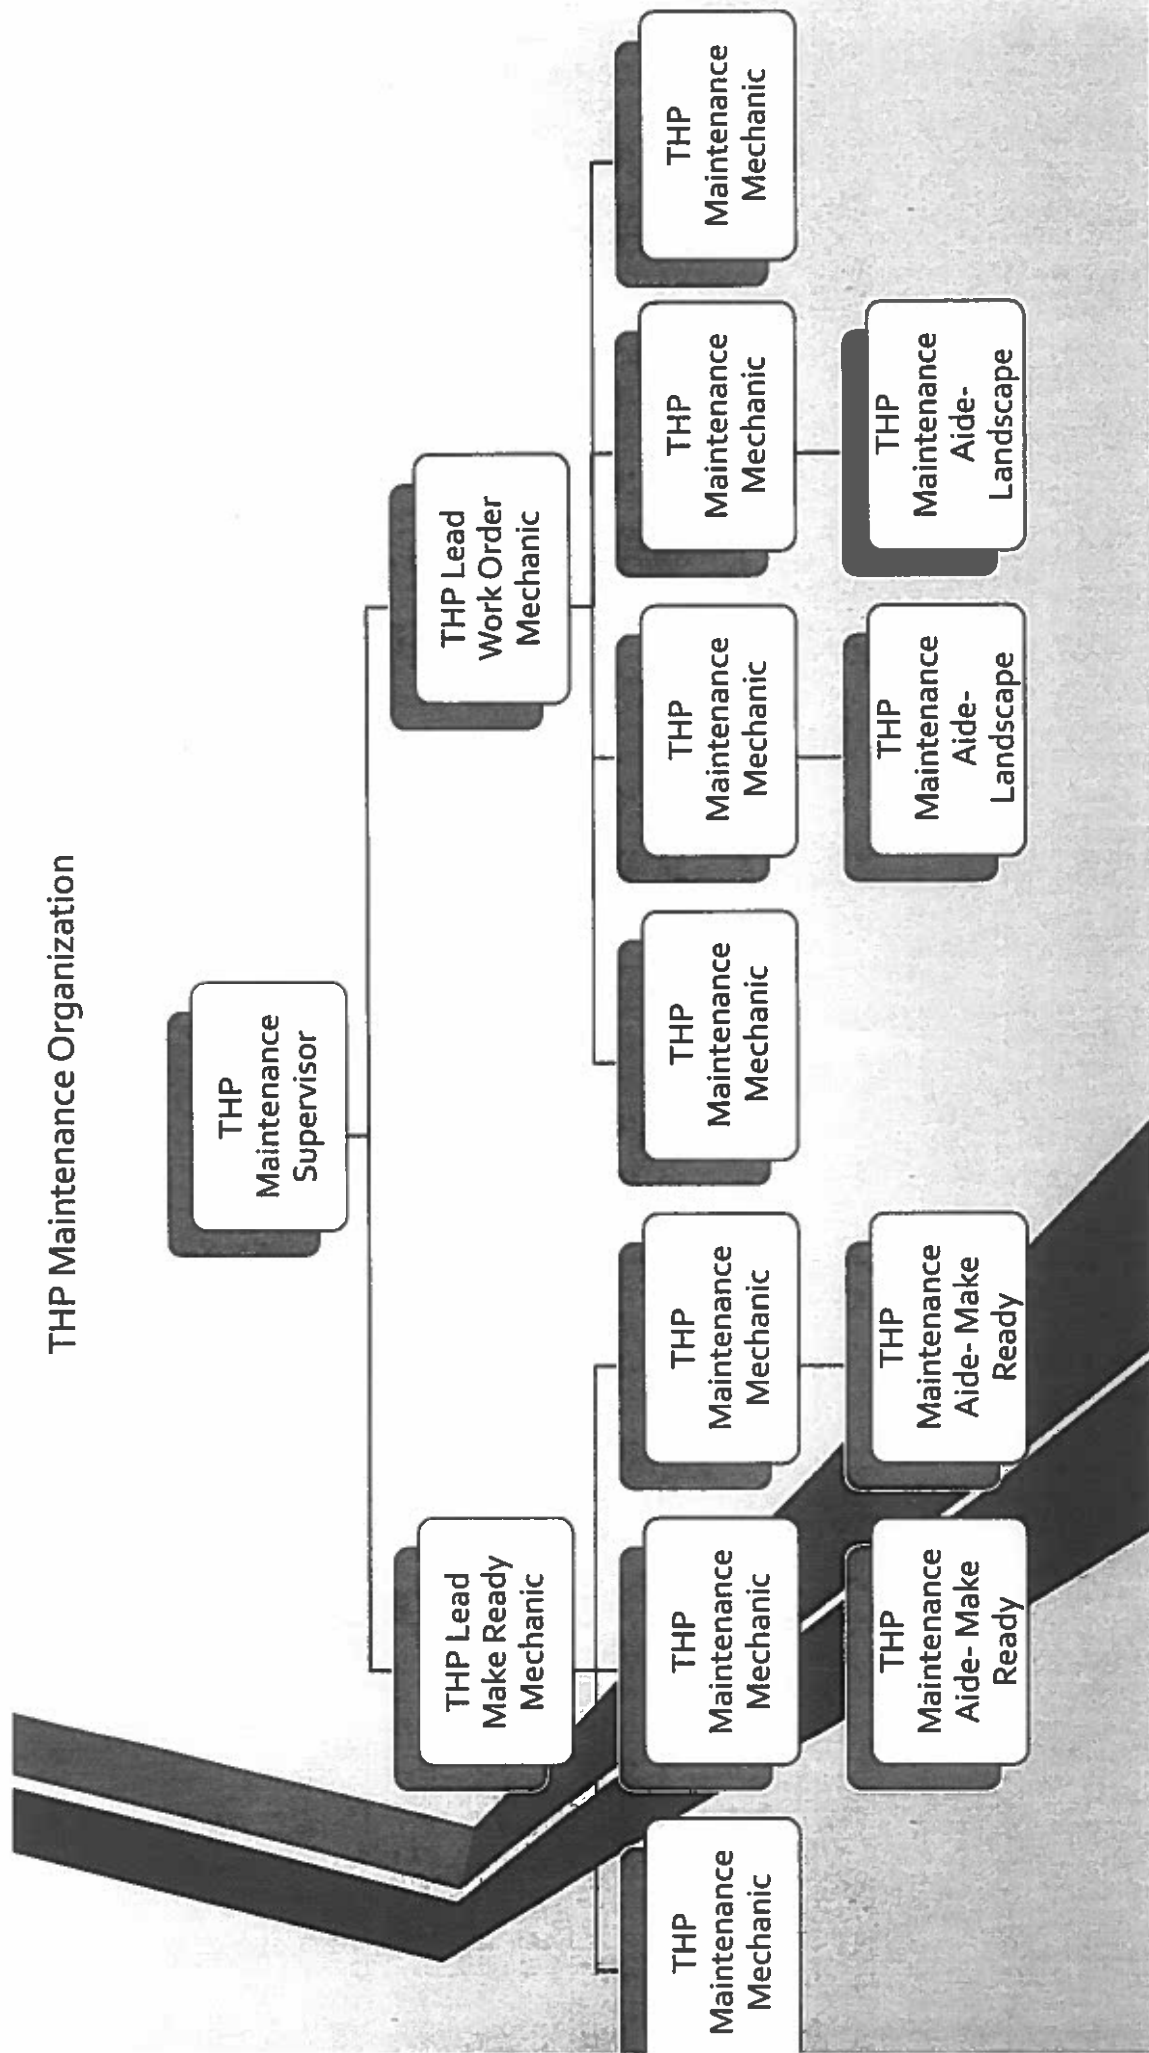 THP Maintenance Organization
THP
Maintenance
Supervisor
THP Lead
Make Ready
Mechanic
THP Lead
Work Order
Mechanic
THP
Maintenance
Mechanic
THP
Maintenance
Mechanic
THP
Maintenance
Mechanic
THP
Maintenance
Mechanic
THP
Maintenance
Mechanic
THP
Maintenance
Mechanic
THP
Maintenance
Mechanic
THP
Maintenance
Aide- Make
Ready
THP
Maintenance
Aide- Make
Ready
THP
Maintenance
Aide-
Landscape
THP
Maintenance
Aide-
Landscape